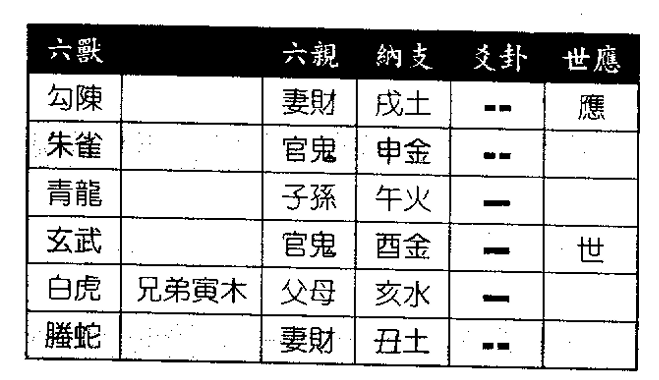 六獸 六親 納支 爻卦 世應
勾陳 妻財 戌土 -- 應
朱雀 官鬼 申金 --
青龍 子孫 午火 —
玄武 官鬼 酉金 — 世
白虎 兄弟寅木 父母 亥水 —
螣蛇 妻財 丑土 --